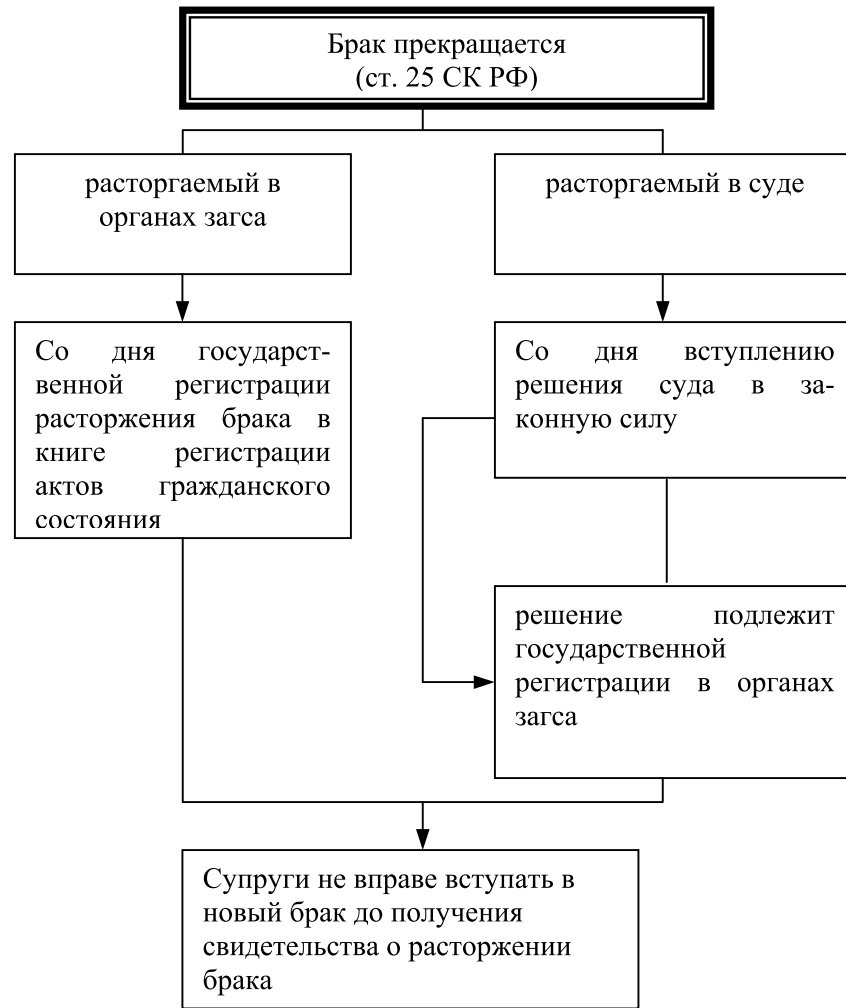 Брак прекращается
(ст. 25 СК РФ)
расторгаемый в
органах загса
расторгаемый в суде
Со дня государст-
венной регистрации
расторжения брака в
книге регистрации
актов гражданского
состояния
Со дня вступлению
решения суда в за-
конную силу
решение подлежит
государственной
регистрации в органах
загса
Супруги не вправе вступать в
новый брак до получения
свидетельства о расторжении
брака